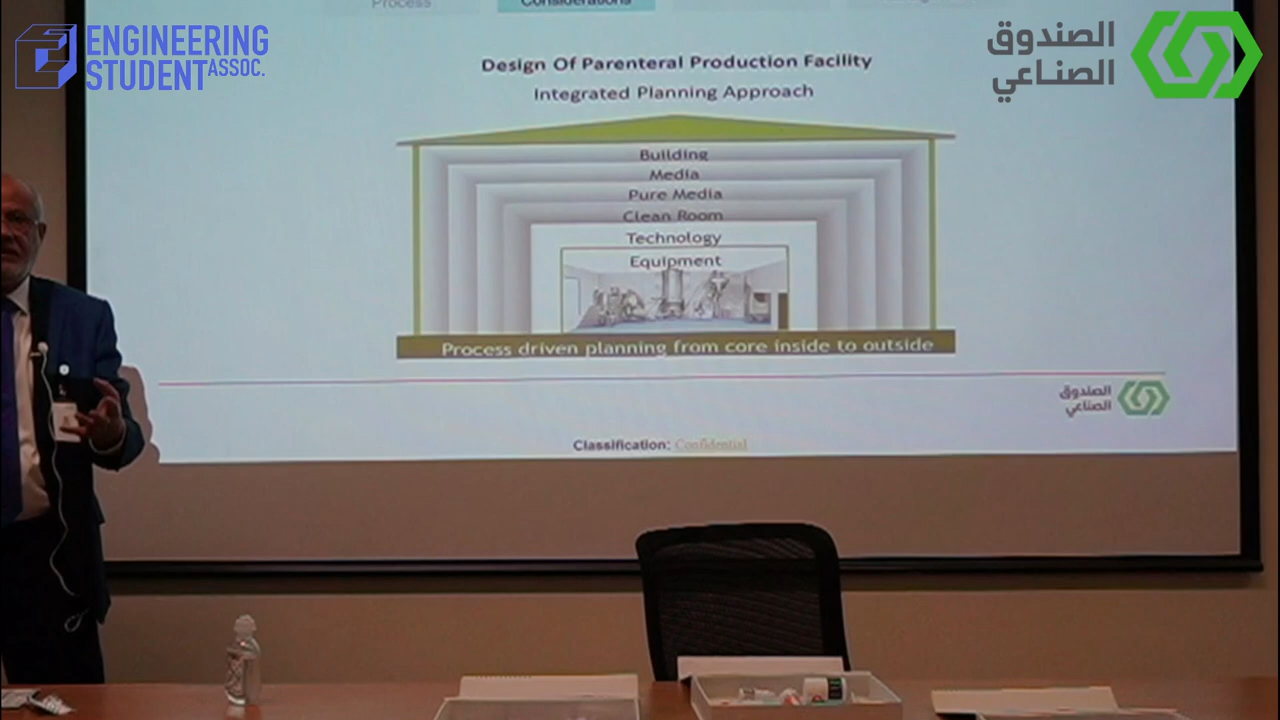 Process
Considerations
ENGINEERING
STUDENT ASSOC.
الصندوق
الصناعي
Design Of Parenteral Production Facility
Integrated Planning Approach
Building
Media
Pure Media
Clean Room
Technology
Equipment
Process driven planning from core inside to outside
الصندوق
الصناعي
Classification: Confidential